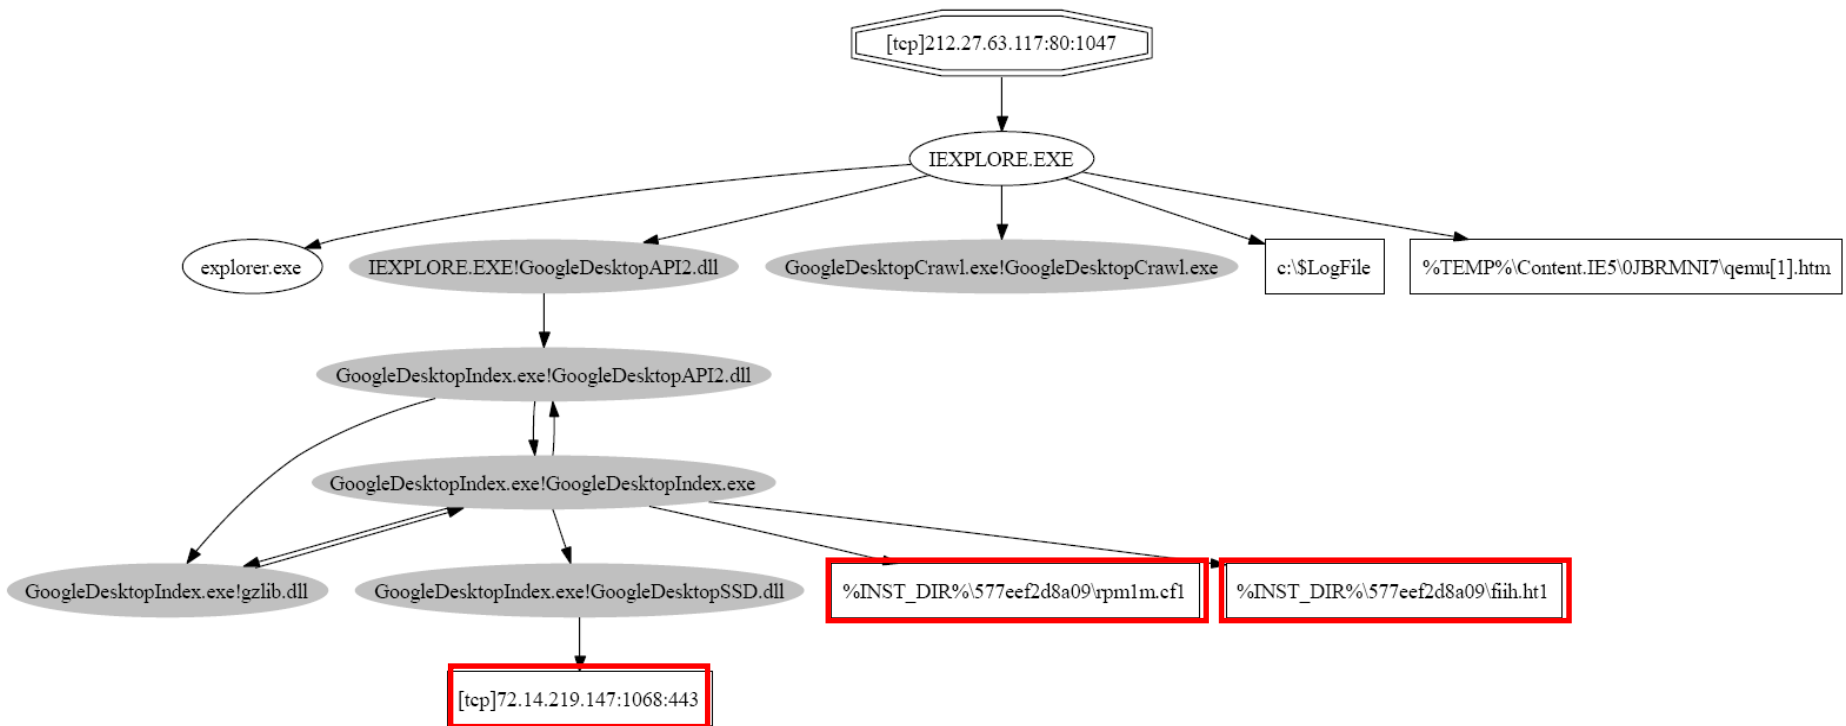 [tcp]212.27.63.117:80:1047
IEXPLORE.EXE
explorer.exe
IEXPLORE.EXE!GoogleDesktopAPI2.dll
GoogleDesktopCrawl.exe!GoogleDesktopCrawl.exe
c:\$LogFile
%TEMP%\Content.IE5\0JBRMNI7\qemu[1].htm
GoogleDesktopIndex.exe!GoogleDesktopAPI2.dll
GoogleDesktopIndex.exe!GoogleDesktopIndex.exe
GoogleDesktopIndex.exe!gzlib.dll
GoogleDesktopIndex.exe!GoogleDesktopSSD.dll
%INST_DIR%\577eef2d8a09\rpm1m.cf1
%INST_DIR%\577eef2d8a09\fiih.ht1
[tcp]72.14.219.147:1068:443